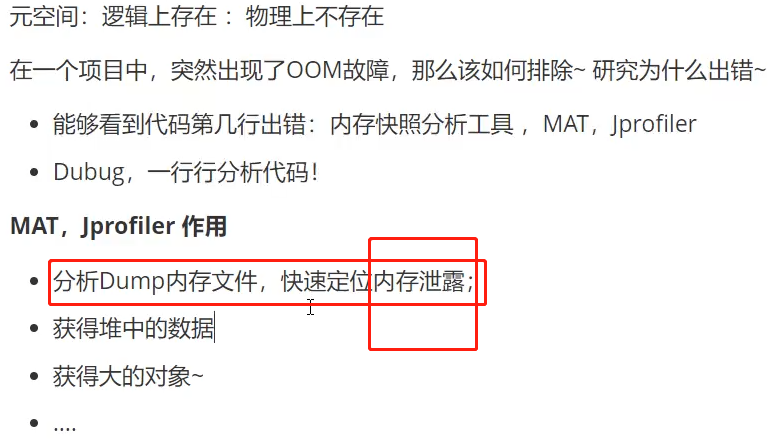 元空间：逻辑上存在 ：物理上不存在
在一个项目中，突然出现了OOM故障，那么该如何排除~ 研究为什么出错~
能够看到代码第几行出错：内存快照分析工具 ，MAT，Jprofiler
Dubug，一行行分析代码！
MAT，Jprofiler 作用
分析Dump内存文件，快速定位内存泄露；
获得堆中的数据
获得大的对象~
....